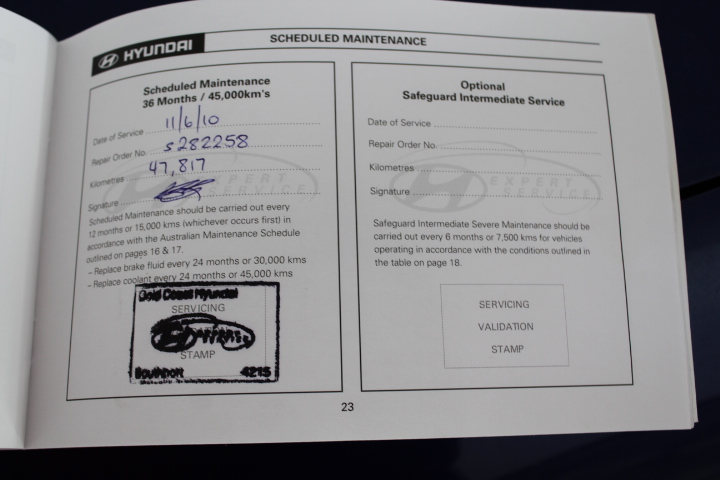 HYUNDAI
SCHEDULED MAINTENANCE
Scheduled Maintenance
36 Months / 45,000km's
Date of Service 11/6/10
Repair Order No. S282258
Kilometres 47,817
Signature
EXPERT
SERVICE
Scheduled Maintenance should be carried out every
12 months or 15,000 kms (whichever occurs first) in
accordance with the Australian Maintenance Schedule
outlined on pages 16 & 17.
– Replace brake fluid every 24 months or 30,000 kms
– Replace coolant every 24 months or 45,000 kms
Gold Coast Hyundai
SERVICING
STAMP
Southport 4215
Optional
Safeguard Intermediate Service
Date of Service
Repair Order No.
Kilometres
Signature
EXPERT
SERVICE
Safeguard Intermediate Severe Maintenance should be
carried out every 6 months or 7,500 kms for vehicles
operating in accordance with the conditions outlined in
the table on page 18.
SERVICING
VALIDATION
STAMP
23